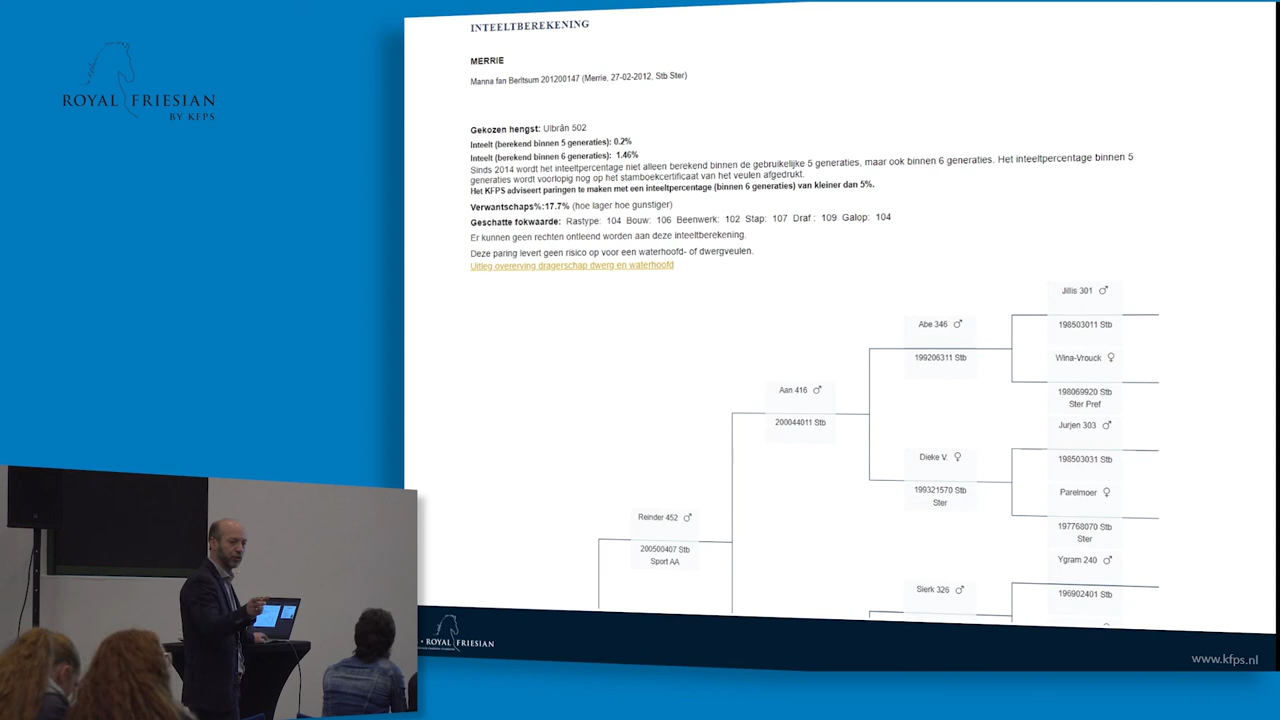 ROYAL FRIESIAN
BY KFPS
INTEELTBEREKENING
MERRIE
Manna fan Berltsum 201200147 (Merrie, 27-02-2012, Stb Ster)
Gekozen hengst: Ulbrân 502
Inteelt (berekend binnen 5 generaties): 0.2%
Inteelt (berekend binnen 6 generaties): 1.46%
Sinds 2014 wordt het inteeltpercentage niet alleen berekend binnen de gebruikelijke 5 generaties, maar ook binnen 6 generaties. Het inteeltpercentage binnen 5
generaties wordt voorlopig nog op het stamboekcertificaat van het veulen afgedrukt.
Het KFPS adviseert paringen te maken met een inteeltpercentage (binnen 6 generaties) van kleiner dan 5%.
Verwantschaps%:17.7% (hoe lager hoe gunstiger)
Geschatte fokwaarde: Rastype: 104 Bouw: 106 Beenwerk: 102 Stap: 107 Draf : 109 Galop: 104
Er kunnen geen rechten ontleend worden aan deze inteeltberekening.
Deze paring levert geen risico op voor een waterhoofd- of dwergveulen.
Uitleg overerving dragerschap dwerg en waterhoofd
Jillis 301 ♂
198503011 Stb
Abe 346 ♂
199206311 Stb
Wina-Vrouck ♀
198069920 Stb
Ster Pref
Aan 416 ♂
200044011 Stb
Jurjen 303 ♂
198503031 Stb
Dieke V. ♀
199321570 Stb
Ster
Parelmoer ♀
197768070 Stb
Ster
Reinder 452 ♂
200500407 Stb
Sport AA
Ygram 240 ♂
196902401 Stb
Sierk 326 ♂
ROYAL FRIESIAN
www.kfps.nl